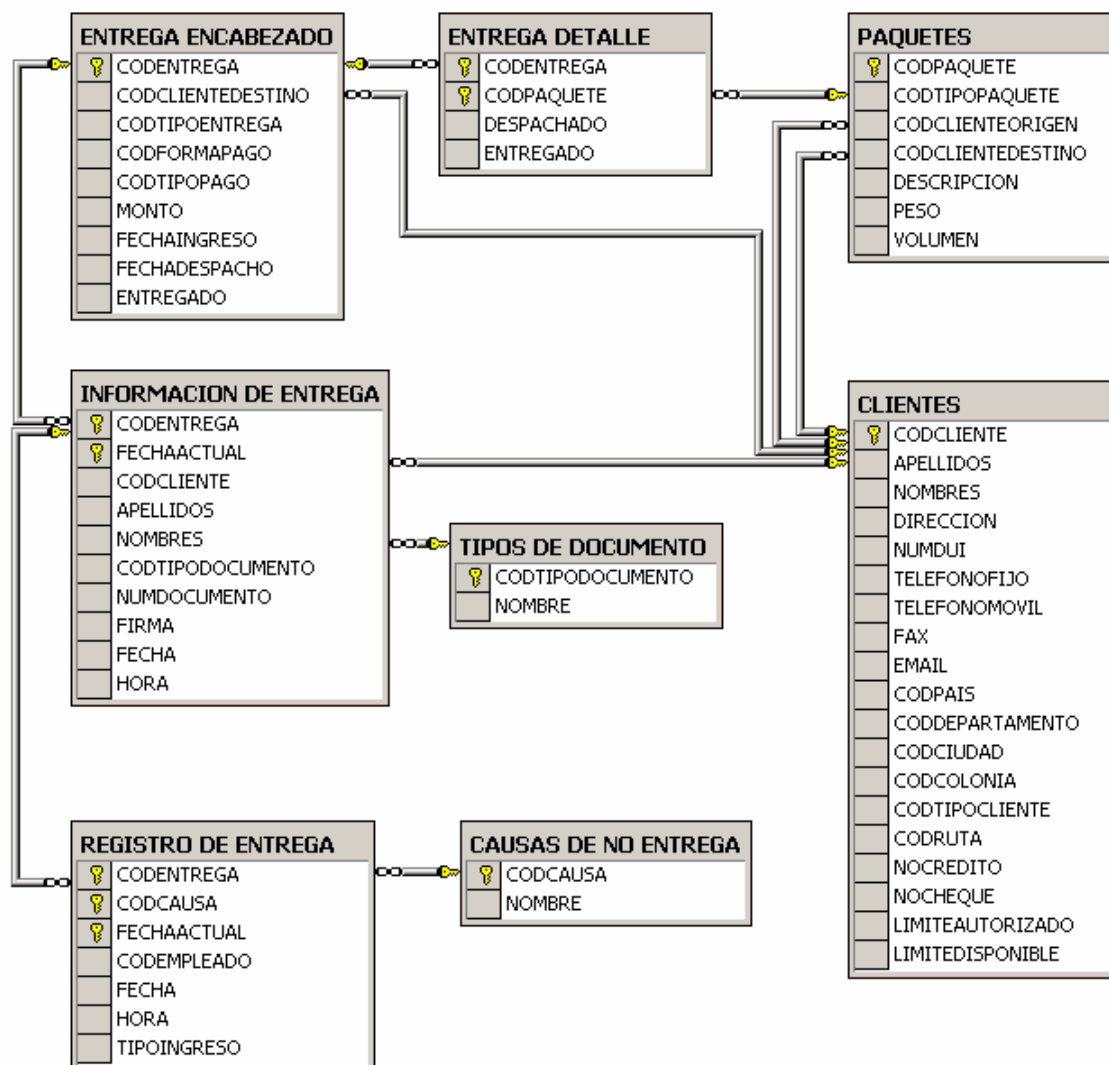 ENTREGA ENCABEZADO
CODENTREGA
CODCLIENTEDESTINO
CODTIPOENTREGA
CODFORMAPAGO
CODTIPOPAGO
MONTO
FECHAINGRESO
FECHADESPACHO
ENTREGADO
ENTREGA DETALLE
CODENTREGA
CODPAQUETE
DESPACHADO
ENTREGADO
PAQUETES
CODPAQUETE
CODTIPOPAQUETE
CODCLIENTEORIGEN
CODCLIENTEDESTINO
DESCRIPCION
PESO
VOLUMEN
INFORMACION DE ENTREGA
CODENTREGA
FECHAACTUAL
CODCLIENTE
APELLIDOS
NOMBRES
CODTIPODOCUMENTO
NUMDOCUMENTO
FIRMA
FECHA
HORA
TIPOS DE DOCUMENTO
CODTIPODOCUMENTO
NOMBRE
CLIENTES
CODCLIENTE
APELLIDOS
NOMBRES
DIRECCION
NUMDUI
TELEFONOFIJO
TELEFONOMOVIL
FAX
EMAIL
CODPAIS
CODDEPARTAMENTO
CODCIUDAD
CODCOLONIA
CODTIPOCLIENTE
CODRUTA
NOCREDITO
NOCHEQUE
LIMITEAUTORIZADO
LIMITEDISPONIBLE
REGISTRO DE ENTREGA
CODENTREGA
CODCAUSA
FECHAACTUAL
CODEMPLEADO
FECHA
HORA
TIPOINGRESO
CAUSAS DE NO ENTREGA
CODCAUSA
NOMBRE